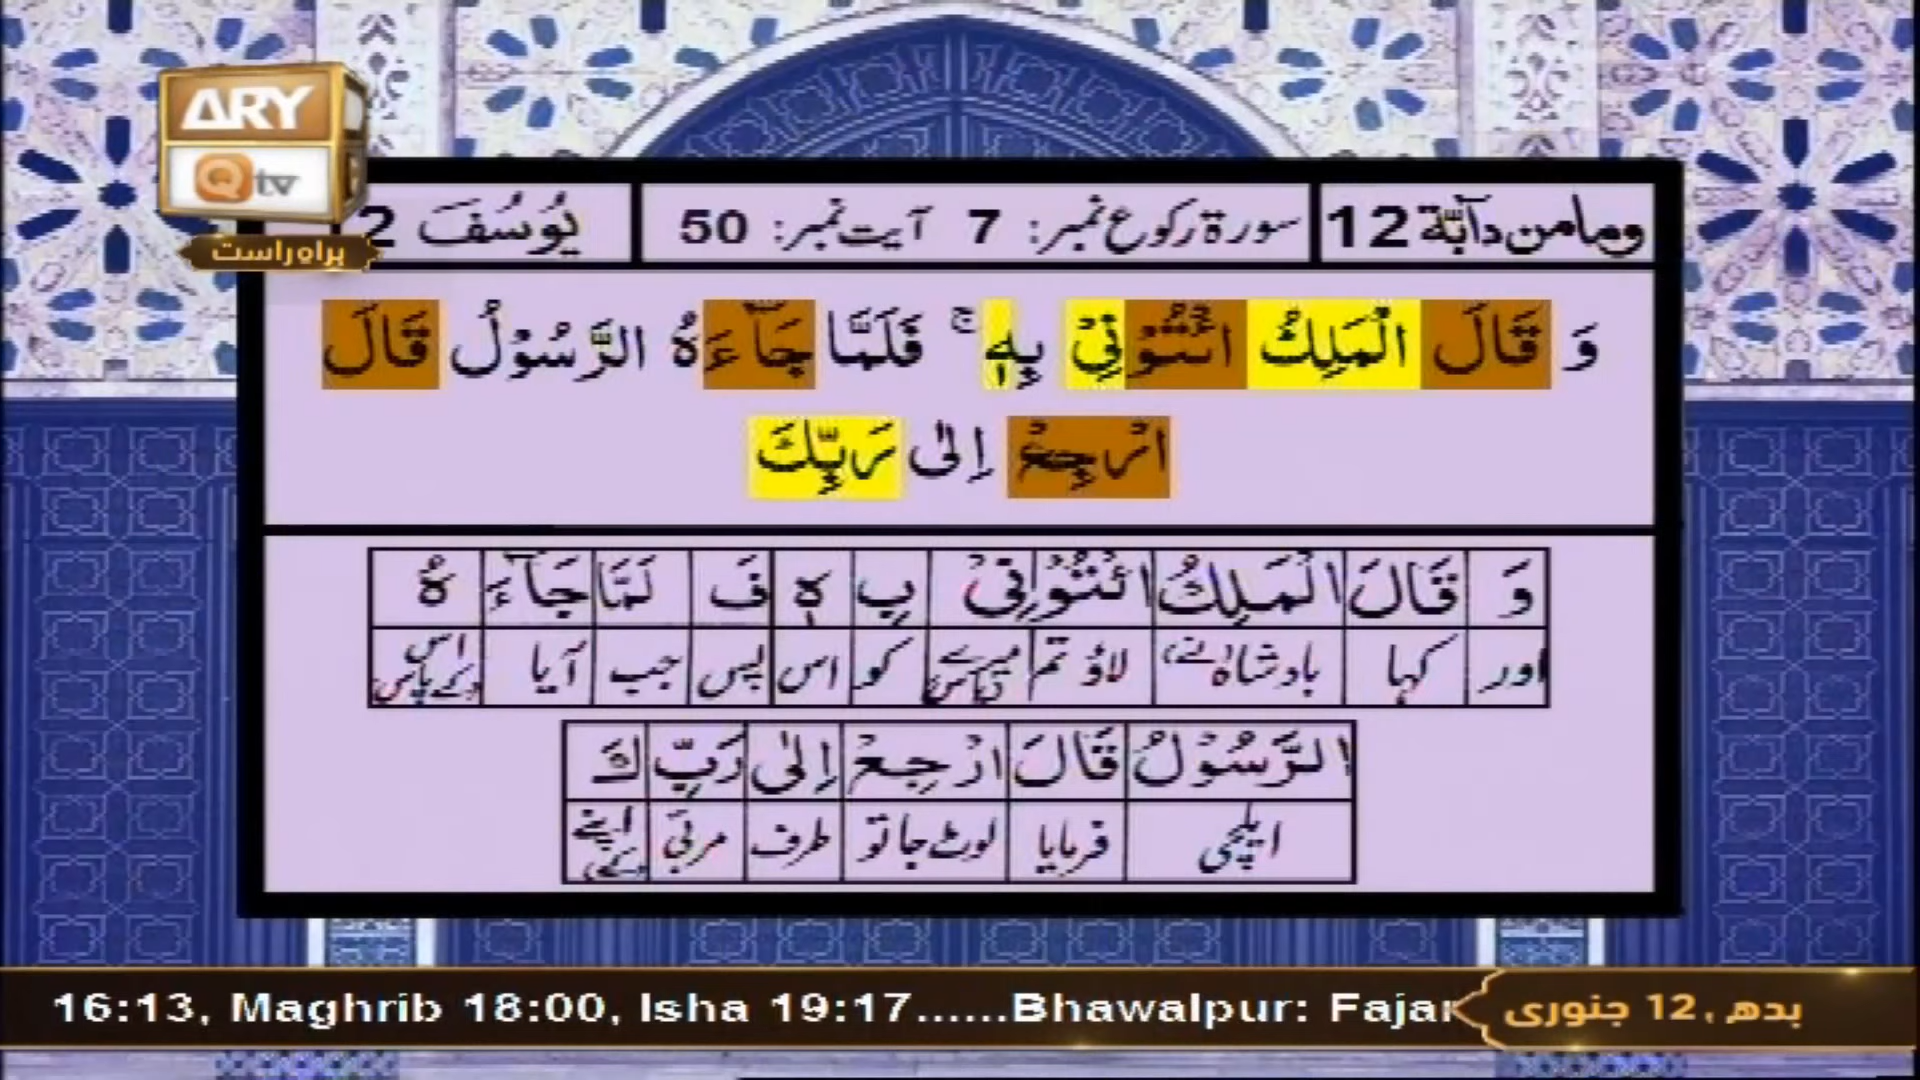 ARY
Qtv
براہ راست
ومامن دآبّة 12
سورۃ رکوع نمبر: 7 آیت نمبر: 50
يُوسُفَ 2
وَ قَالَ الْمَلِكُ ائْتُوْنِيْ بِهٖ ۚ فَلَمَّا جَآءَهُ الرَّسُوْلُ قَالَ
ارْجِعْ اِلٰى رَبِّكَ
وَ قَالَ الْمَلِكُ ائْتُوْ نِيْ بِ هٖ فَ لَمَّا جَآءَ هُ
اور کہا بادشاہ (نے) لاؤ تم میرے پاس کو اس پس جب آیا اس کے پاس
الرَّسُوْلُ قَالَ ارْجِعْ اِلٰى رَبِّ كَ
ایلچی فرمایا لوٹ جا تو طرف مربی اپنے (کے)
16:13, Maghrib 18:00, Isha 19:17......Bhawalpur: Fajar
بدھ، 12 جنوری